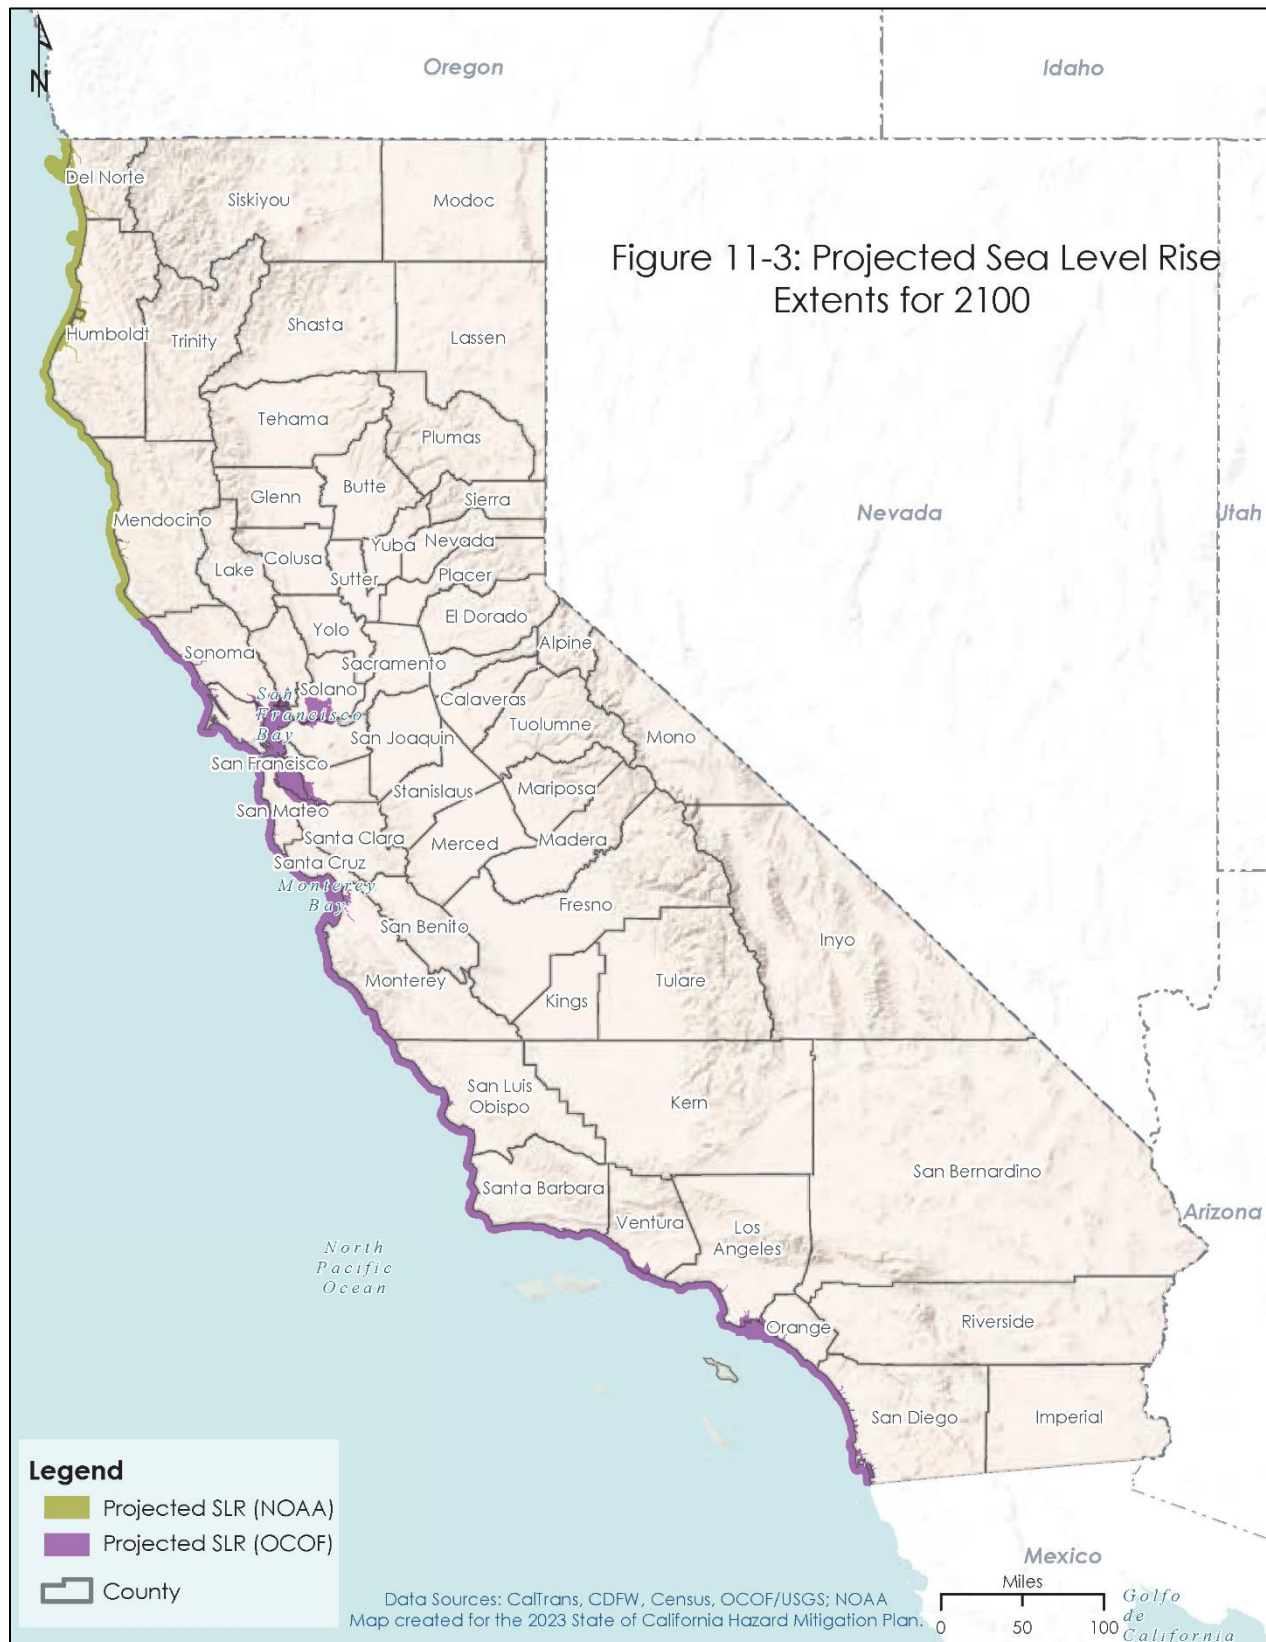 N
Oregon
Idaho
Del Norte
Siskiyou
Modoc
Figure 11-3: Projected Sea Level Rise
Extents for 2100
Humboldt
Trinity
Shasta
Lassen
Tehama
Plumas
Glenn
Butte
Sierra
Mendocino
Nevada
Utah
Colusa
Yuba
Nevada
Lake
Sutter
Placer
El Dorado
Yolo
Alpine
Sonoma
Sacramento
Solano
San
Francisco
Bay
Calaveras
Tuolumne
San Joaquin
Mono
San Francisco
Stanislaus
Mariposa
San Mateo
Santa Clara
Merced
Madera
Santa Cruz
Monterey
Bay
Fresno
San Benito
Inyo
Monterey
Kings
Tulare
San Luis
Obispo
Kern
San Bernardino
Santa Barbara
Ventura
Los
Angeles
Arizona
North
Pacific
Ocean
Orange
Riverside
San Diego
Imperial
Legend
Projected SLR (NOAA)
Projected SLR (OCOF)
County
Mexico
Data Sources: CalTrans, CDFW, Census, OCOF/USGS; NOAA
Map created for the 2023 State of California Hazard Mitigation Plan.
Miles
0 50 100
Golfo
de
California